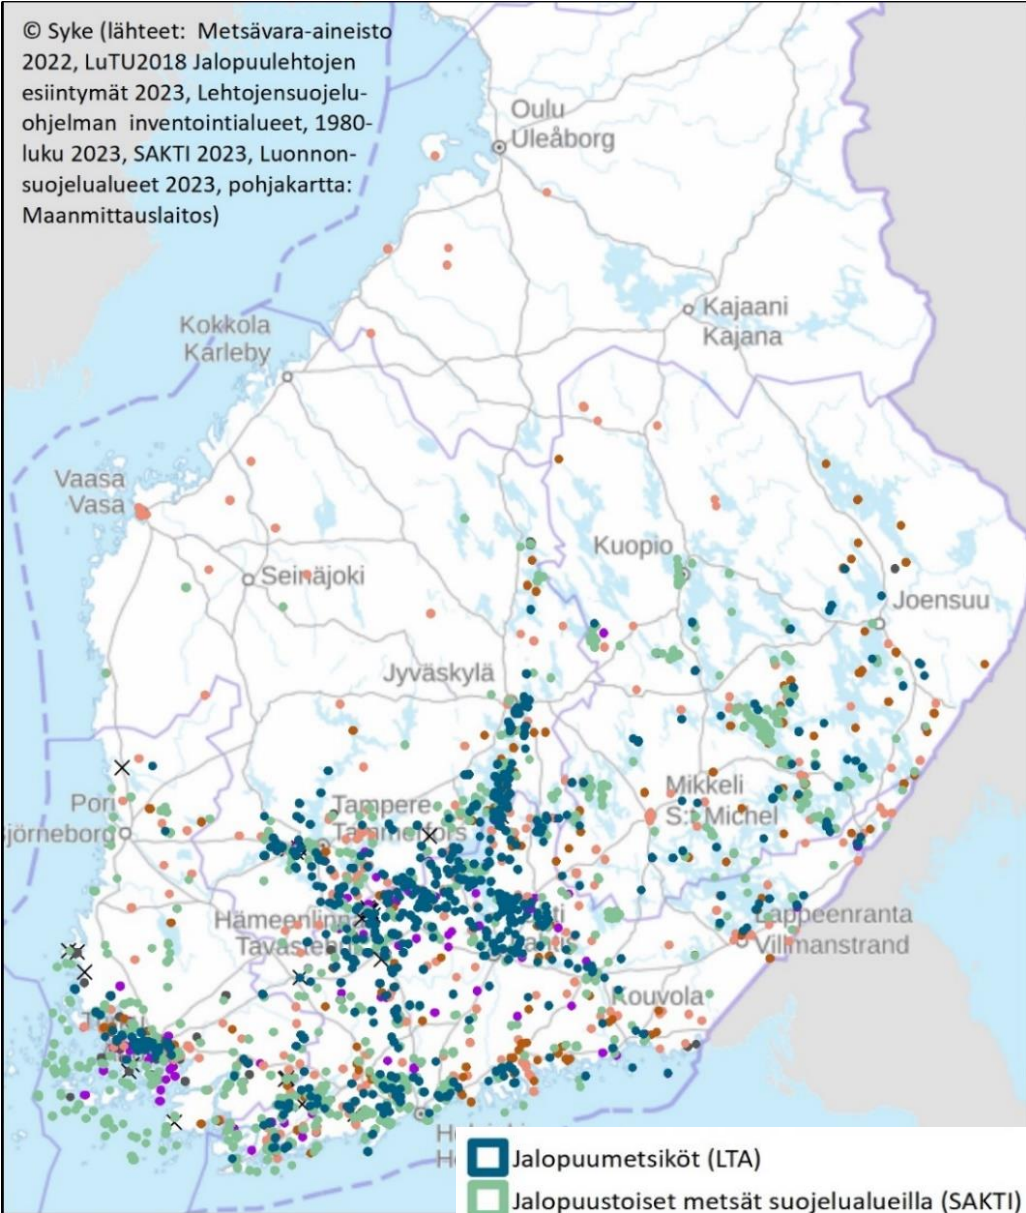 © Syke (lähteet: Metsävara-aineisto
2022, LuTU2018 Jalopuulehtojen
esiintymät 2023, Lehtojensuojelu-
ohjelman inventointialueet, 1980-
luku 2023, SAKTI 2023, Luonnon-
suojelualueet 2023, pohjakartta:
Maanmittauslaitos)
Oulu
Uleåborg
Kajaani
Kajana
Kokkola
Karleby
Vaasa
Vasa
Kuopio
Seinäjoki
Joensuu
Jyväskylä
Mikkeli
S:t Michel
Pori
Björneborg
Tampere
Tammerfors
Hämeenlinna
Lappeenranta
Villmanstrand
Kouvola
Jalopuumetsiköt (LTA)
Jalopuustoiset metsät suojelualueilla (SAKTI)